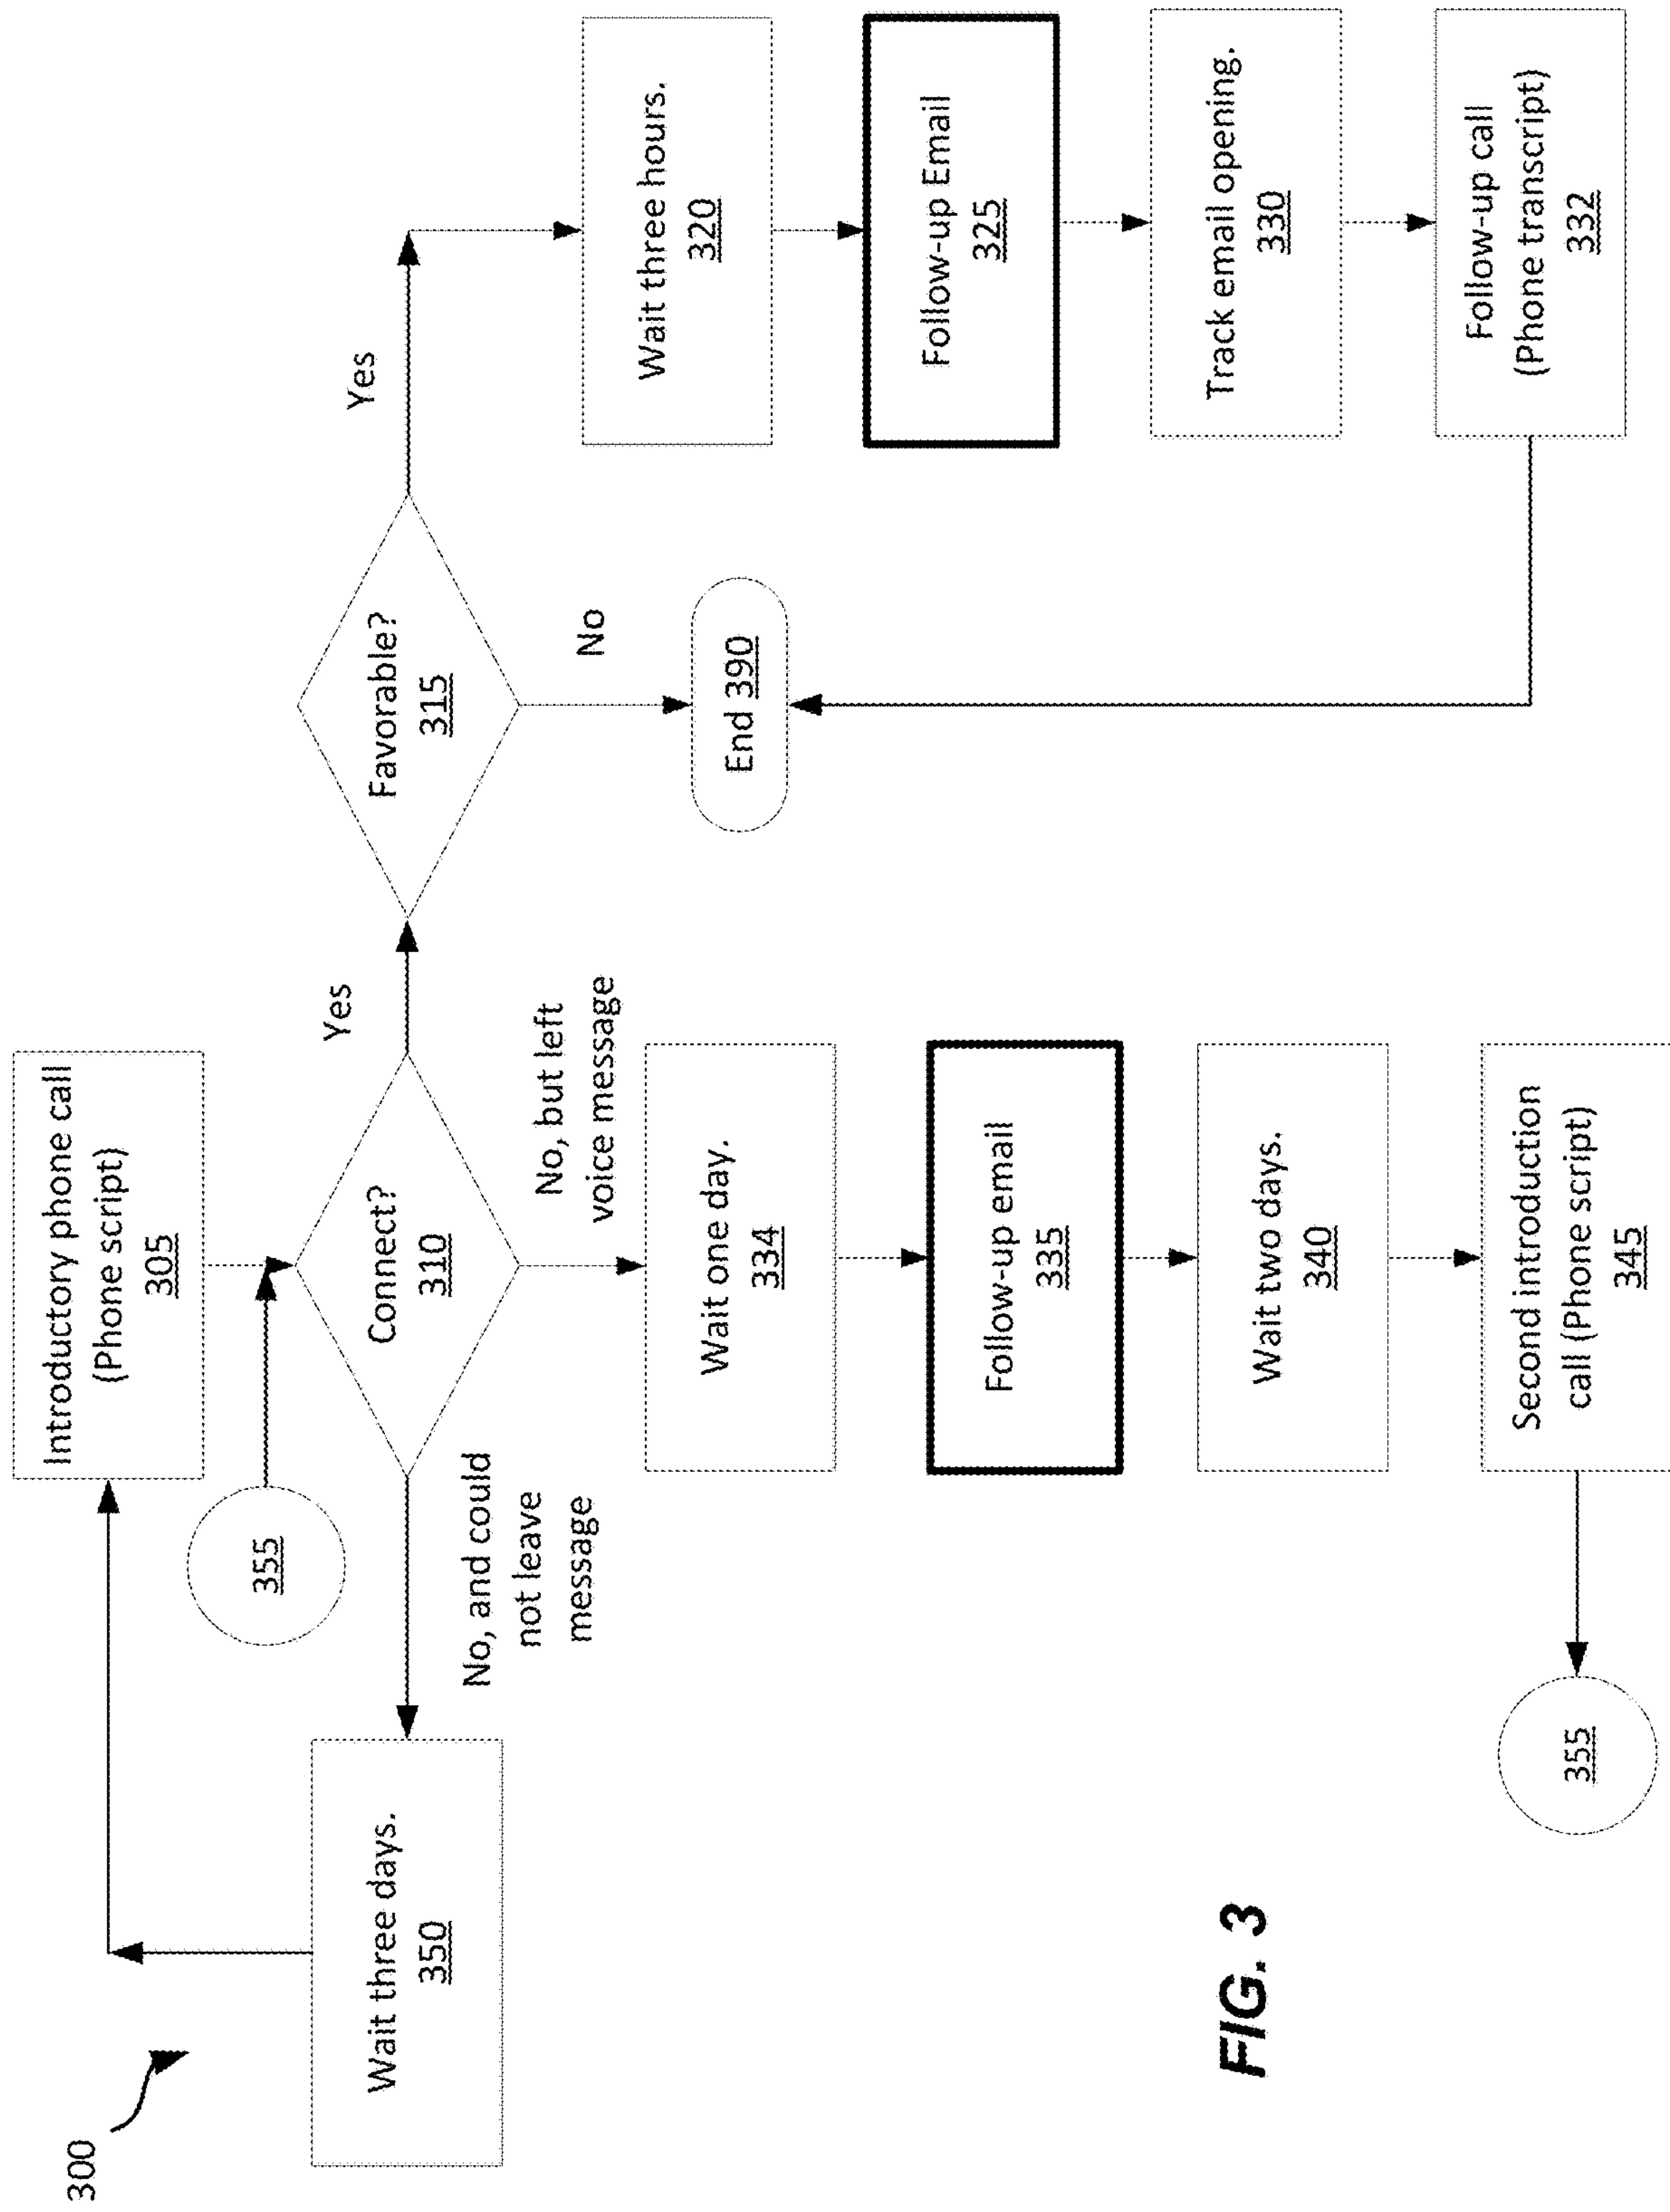 300
Introductory phone call
(Phone script)
305
355
Connect?
310
Yes
Favorable?
315
Yes
No
End 390
Wait three hours.
320
Follow-up Email
325
Track email opening.
330
Follow-up call
(Phone transcript)
332
No, but left
voice message
Wait one day.
334
Follow-up email
335
Wait two days.
340
Second introduction
call (Phone script)
345
355
No, and could
not leave
message
Wait three days.
350
FIG. 3